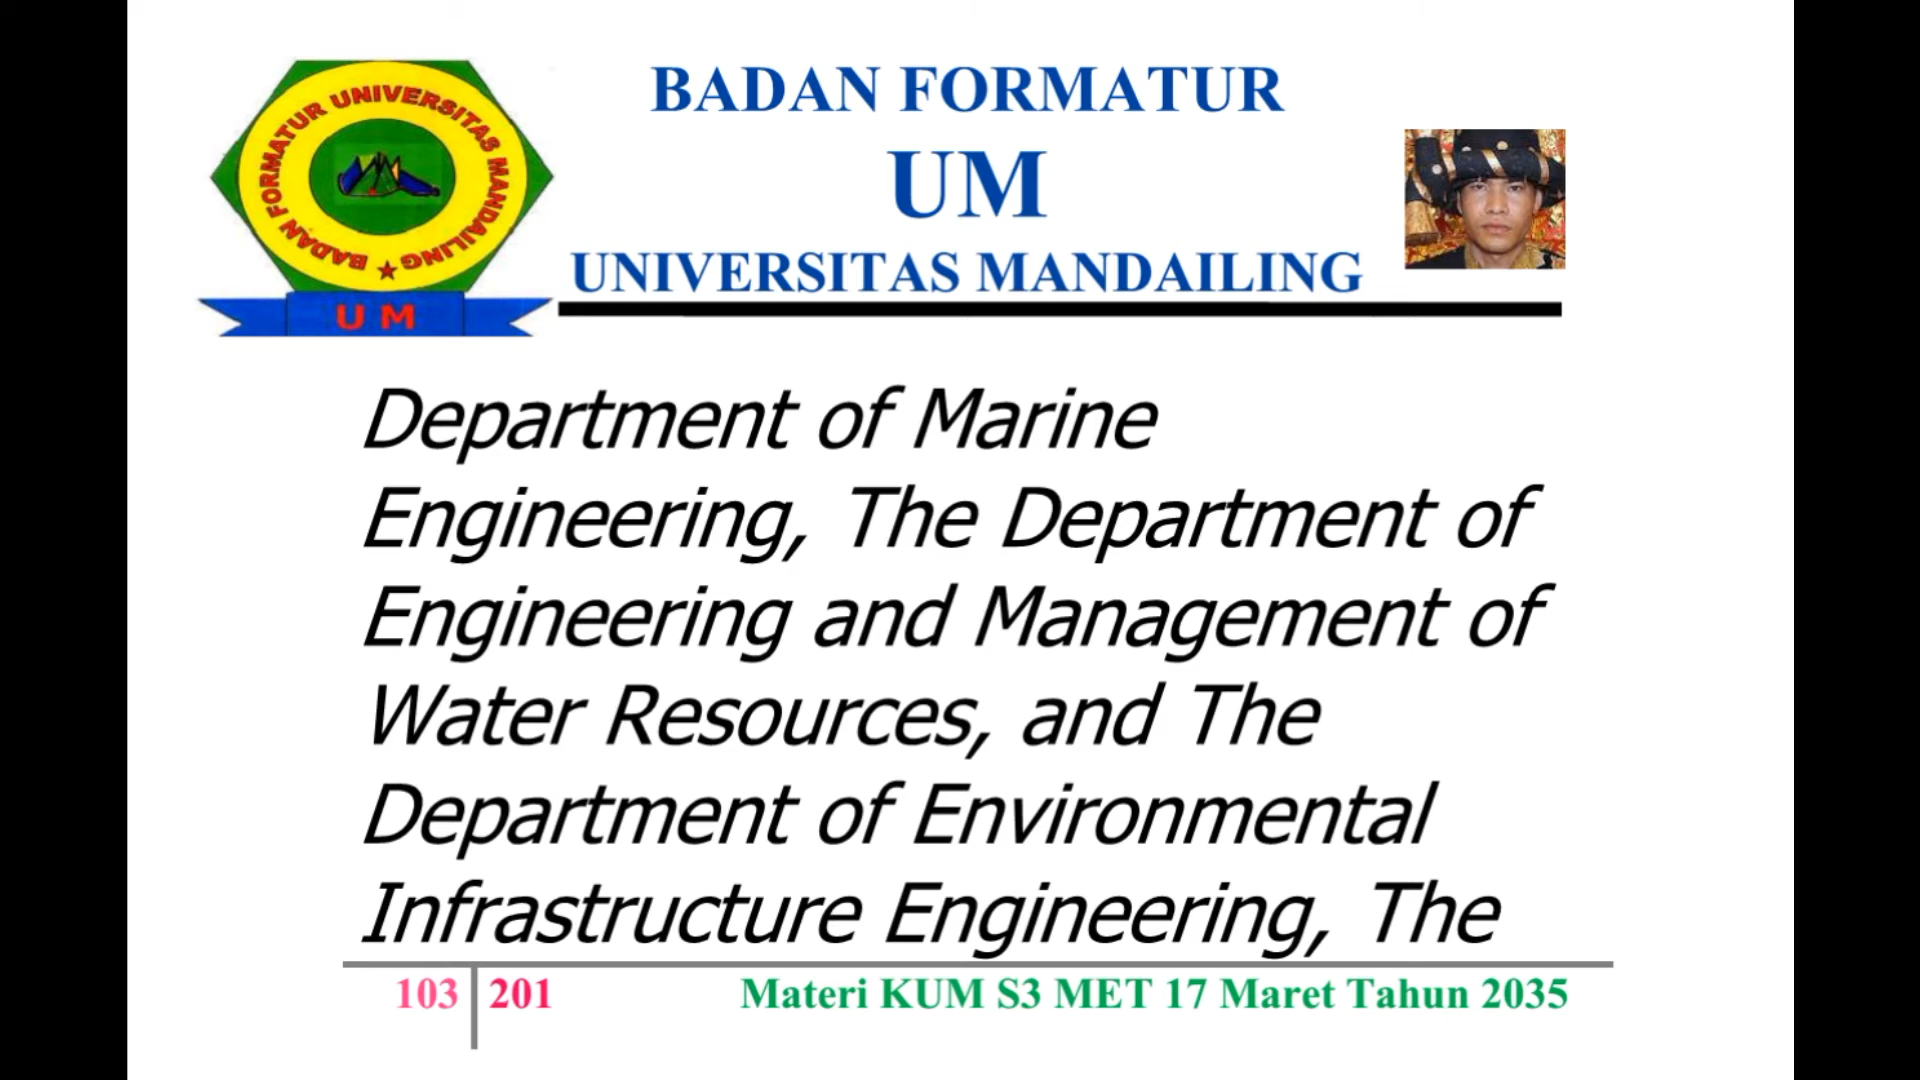 BADAN FORMATUR UNIVERSITAS MANDAILING
U M
BADAN FORMATUR
UM
UNIVERSITAS MANDAILING
Department of Marine
Engineering, The Department of
Engineering and Management of
Water Resources, and The
Department of Environmental
Infrastructure Engineering, The
103 201 Materi KUM S3 MET 17 Maret Tahun 2035